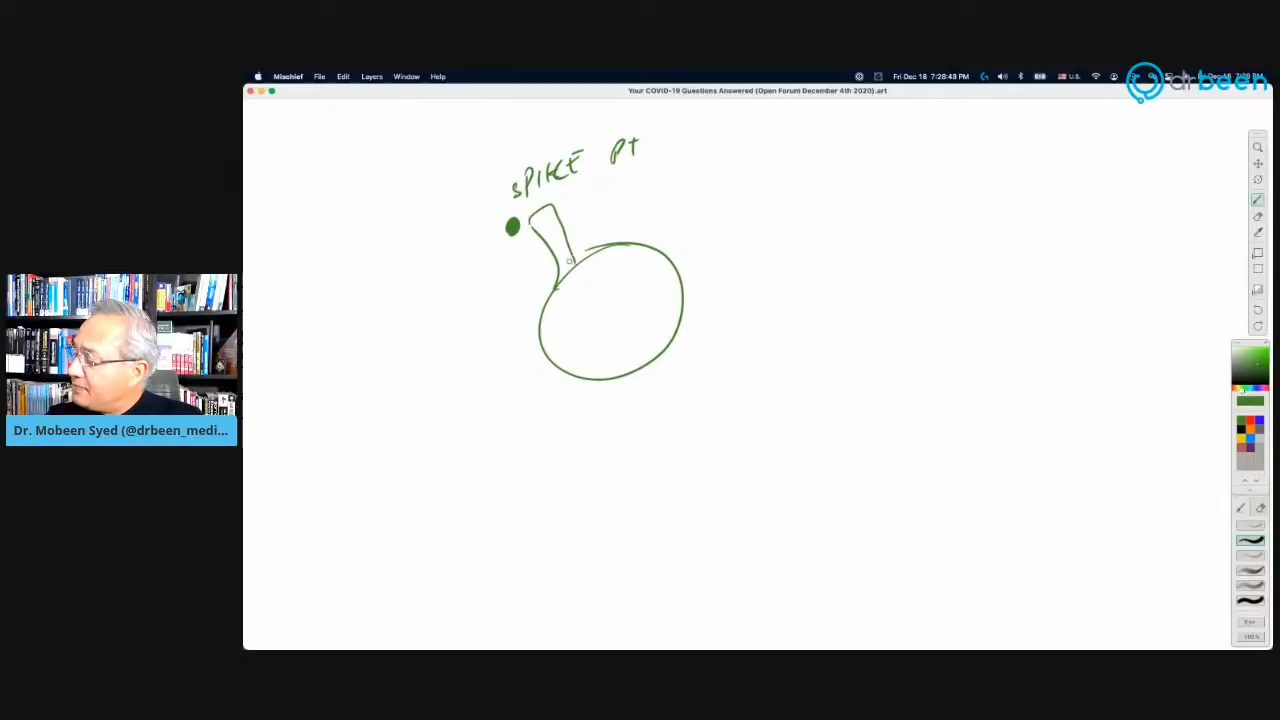 drbeen
Mischief File Edit Layers Window Help
Fri Dec 18 7:28:48 PM
U.S.
Your COVID-19 Questions Answered (Open Forum December 4th 2020).art
SPIKE Pt
Dr. Mobeen Syed (@drbeen_medi...
100%